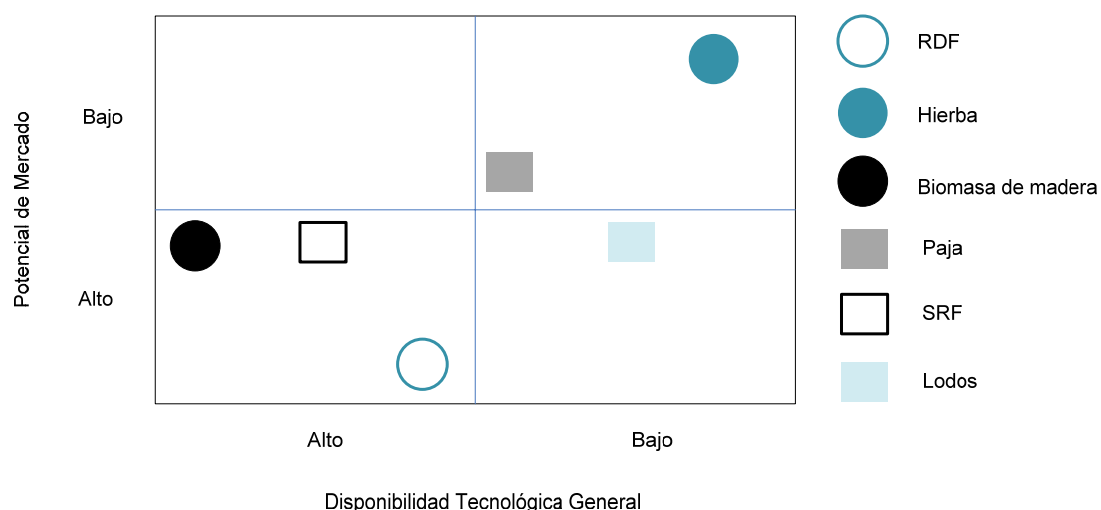 Potencial de Mercado
Bajo
Alto
Alto
Bajo
Disponibilidad Tecnológica General
RDF
Hierba
Biomasa de madera
Paja
SRF
Lodos